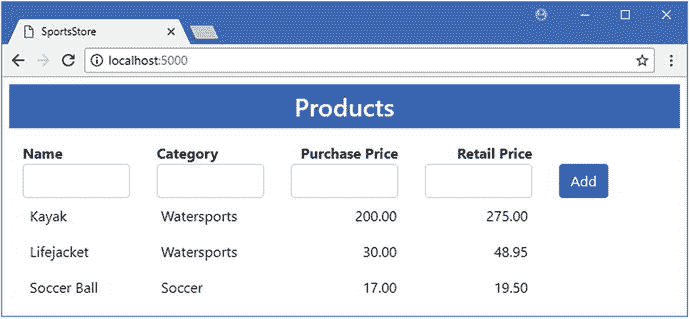 SportsStore
localhost:5000
Products
Name Category Purchase Price Retail Price
Add
Kayak Watersports 200.00 275.00
Lifejacket Watersports 30.00 48.95
Soccer Ball Soccer 17.00 19.50